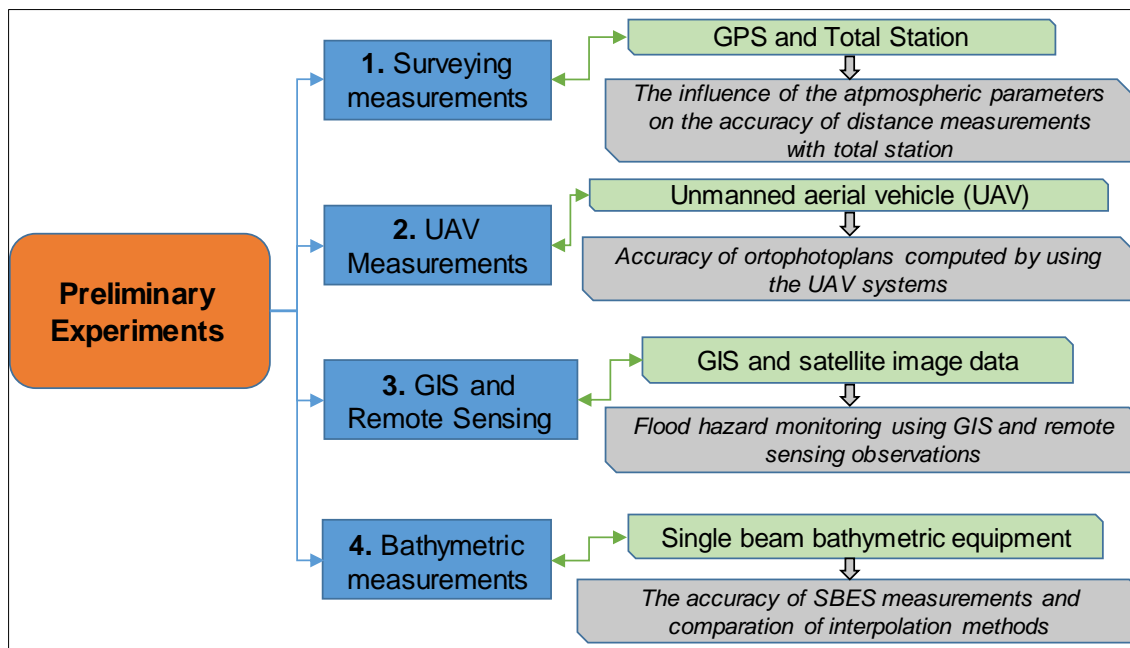 Preliminary
Experiments
1. Surveying
measurements
GPS and Total Station
The influence of the atpmospheric parameters
on the accuracy of distance measurements
with total station
2. UAV
Measurements
Unmanned aerial vehicle (UAV)
Accuracy of ortophotoplans computed by using
the UAV systems
3. GIS and
Remote Sensing
GIS and satellite image data
Flood hazard monitoring using GIS and remote
sensing observations
4. Bathymetric
measurements
Single beam bathymetric equipment
The accuracy of SBES measurements and
comparation of interpolation methods